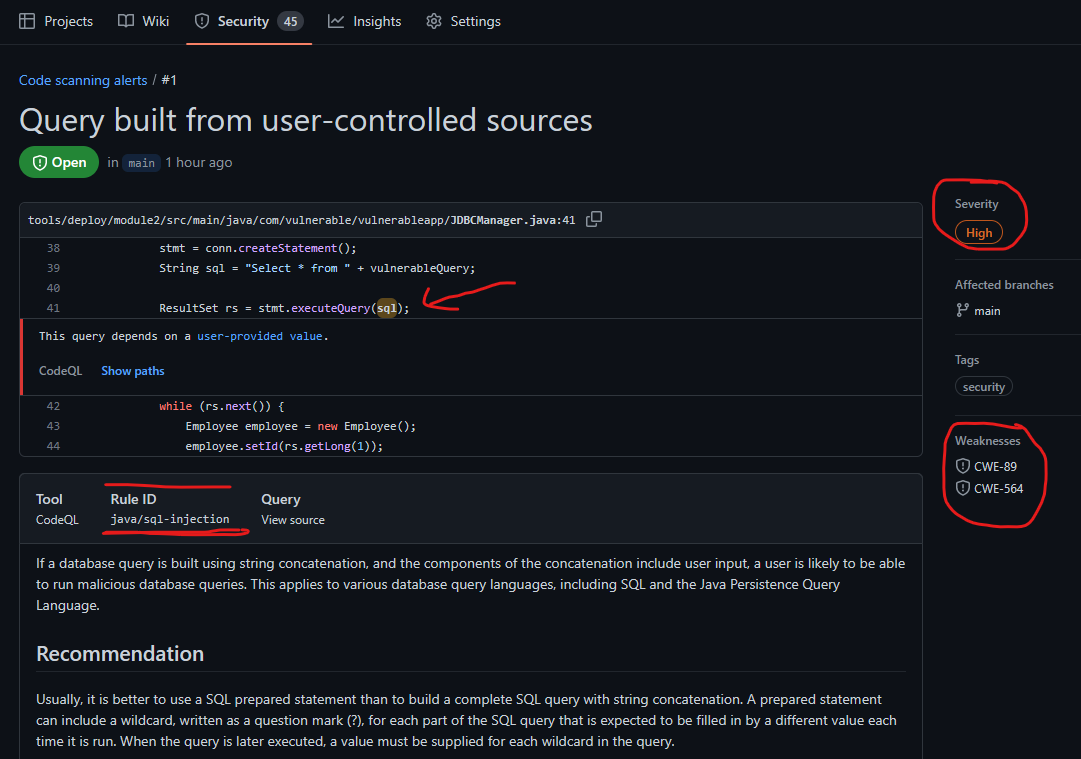 Projects Wiki Security 45 Insights Settings
Code scanning alerts / #1
Query built from user-controlled sources
Open in main 1 hour ago
tools/deploy/module2/src/main/java/com/vulnerable/vulnerableapp/JDBCManager.java:41
38 stmt = conn.createStatement();
39 String sql = "Select * from " + vulnerableQuery;
40
41 ResultSet rs = stmt.executeQuery(sql);
This query depends on a user-provided value.
CodeQL Show paths
42 while (rs.next()) {
43 Employee employee = new Employee();
44 employee.setId(rs.getLong(1));
Tool Rule ID Query
CodeQL java/sql-injection View source
If a database query is built using string concatenation, and the components of the concatenation include user input, a user is likely to be able
to run malicious database queries. This applies to various database query languages, including SQL and the Java Persistence Query
Language.
Recommendation
Usually, it is better to use a SQL prepared statement than to build a complete SQL query with string concatenation. A prepared statement
can include a wildcard, written as a question mark (?), for each part of the SQL query that is expected to be filled in by a different value each
time it is run. When the query is later executed, a value must be supplied for each wildcard in the query.
Severity
High
Affected branches
main
Tags
security
Weaknesses
CWE-89
CWE-564